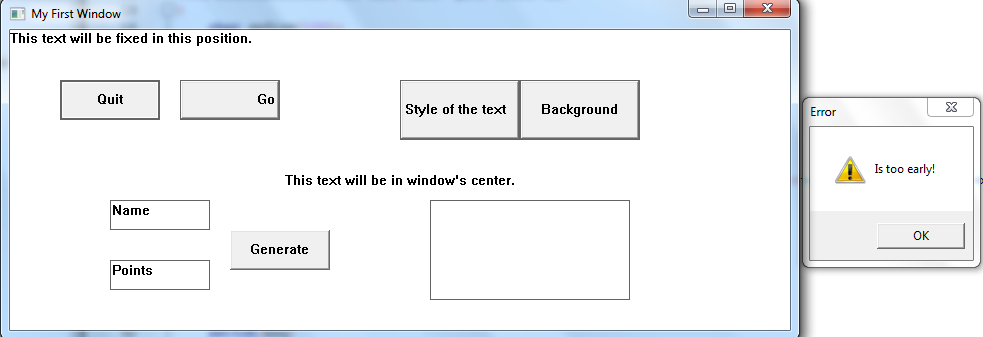 My First Window
This text will be fixed in this position.
Quit
Go
Style of the text
Background
This text will be in window's center.
Name
Generate
Points
Error
Is too early!
OK